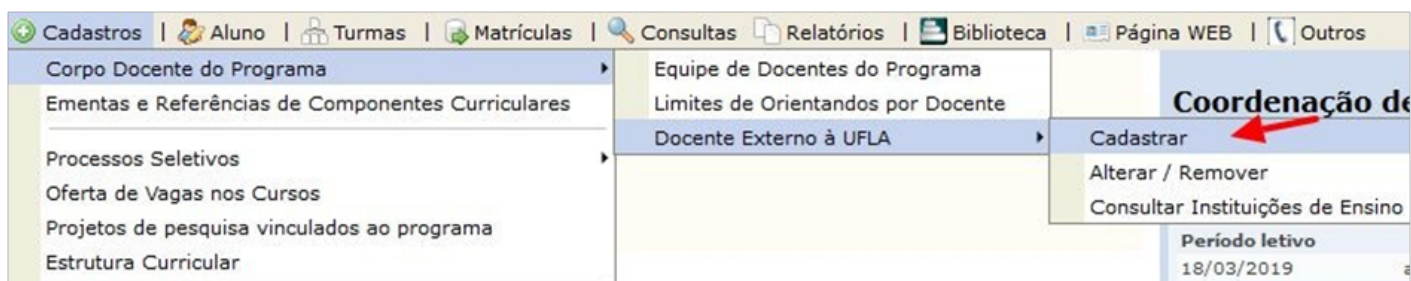 Cadastros | Aluno | Turmas | Matrículas | Consultas Relatórios | Biblioteca | Página WEB | Outros
Corpo Docente do Programa
Ementas e Referências de Componentes Curriculares
Processos Seletivos
Oferta de Vagas nos Cursos
Projetos de pesquisa vinculados ao programa
Estrutura Curricular
Equipe de Docentes do Programa
Limites de Orientandos por Docente
Docente Externo à UFLA
Coordenação de
Cadastrar
Alterar / Remover
Consultar Instituições de Ensino
Período letivo
18/03/2019 a